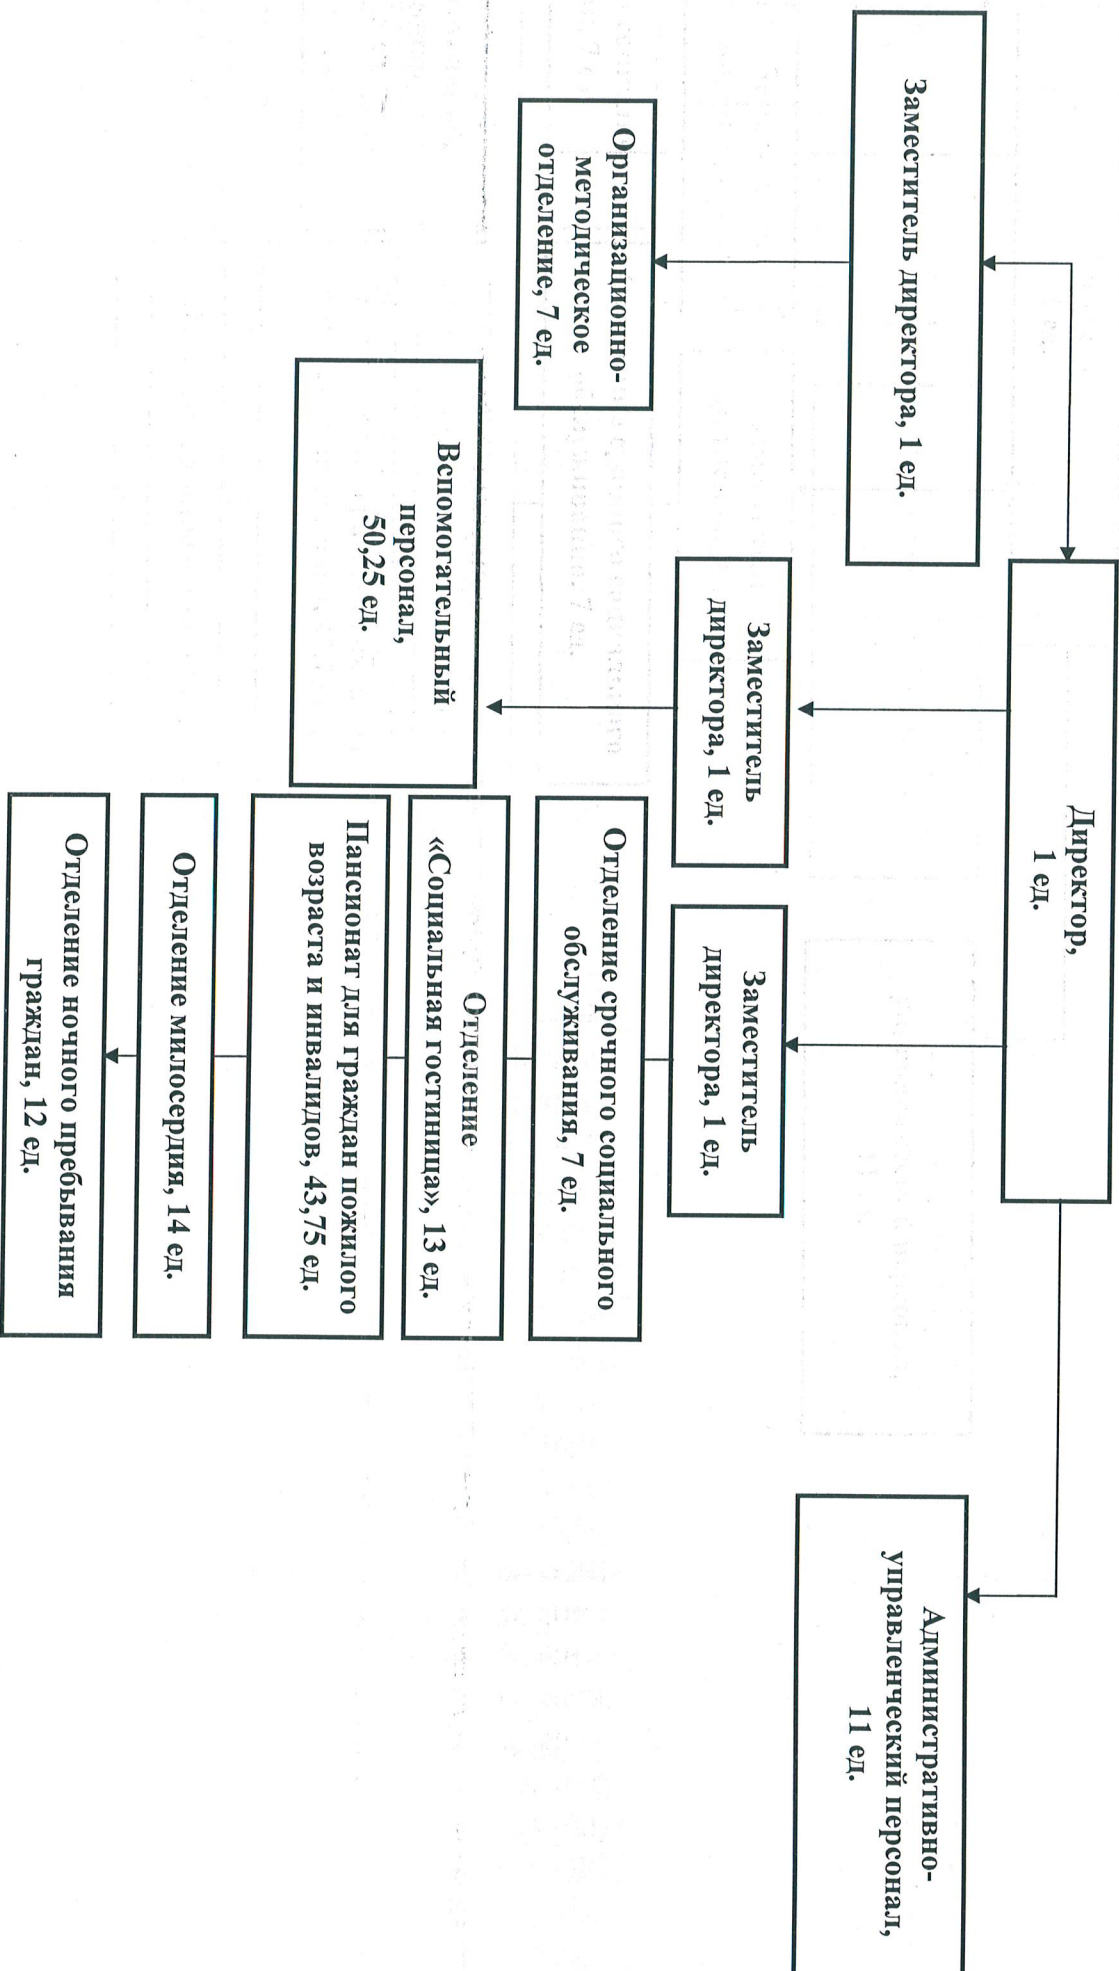 Директор,
1 ед.
Заместитель директора, 1 ед.
Административно-
управленческий персонал,
11 ед.
Заместитель
директора, 1 ед.
Заместитель
директора, 1 ед.
Организационно-
методическое
отделение, 7 ед.
Вспомогательный
персонал,
50,25 ед.
Отделение срочного социального
обслуживания, 7 ед.
Отделение
«Социальная гостиница», 13 ед.
Пансионат для граждан пожилого
возраста и инвалидов, 43,75 ед.
Отделение милосердия, 14 ед.
Отделение ночного пребывания
граждан, 12 ед.